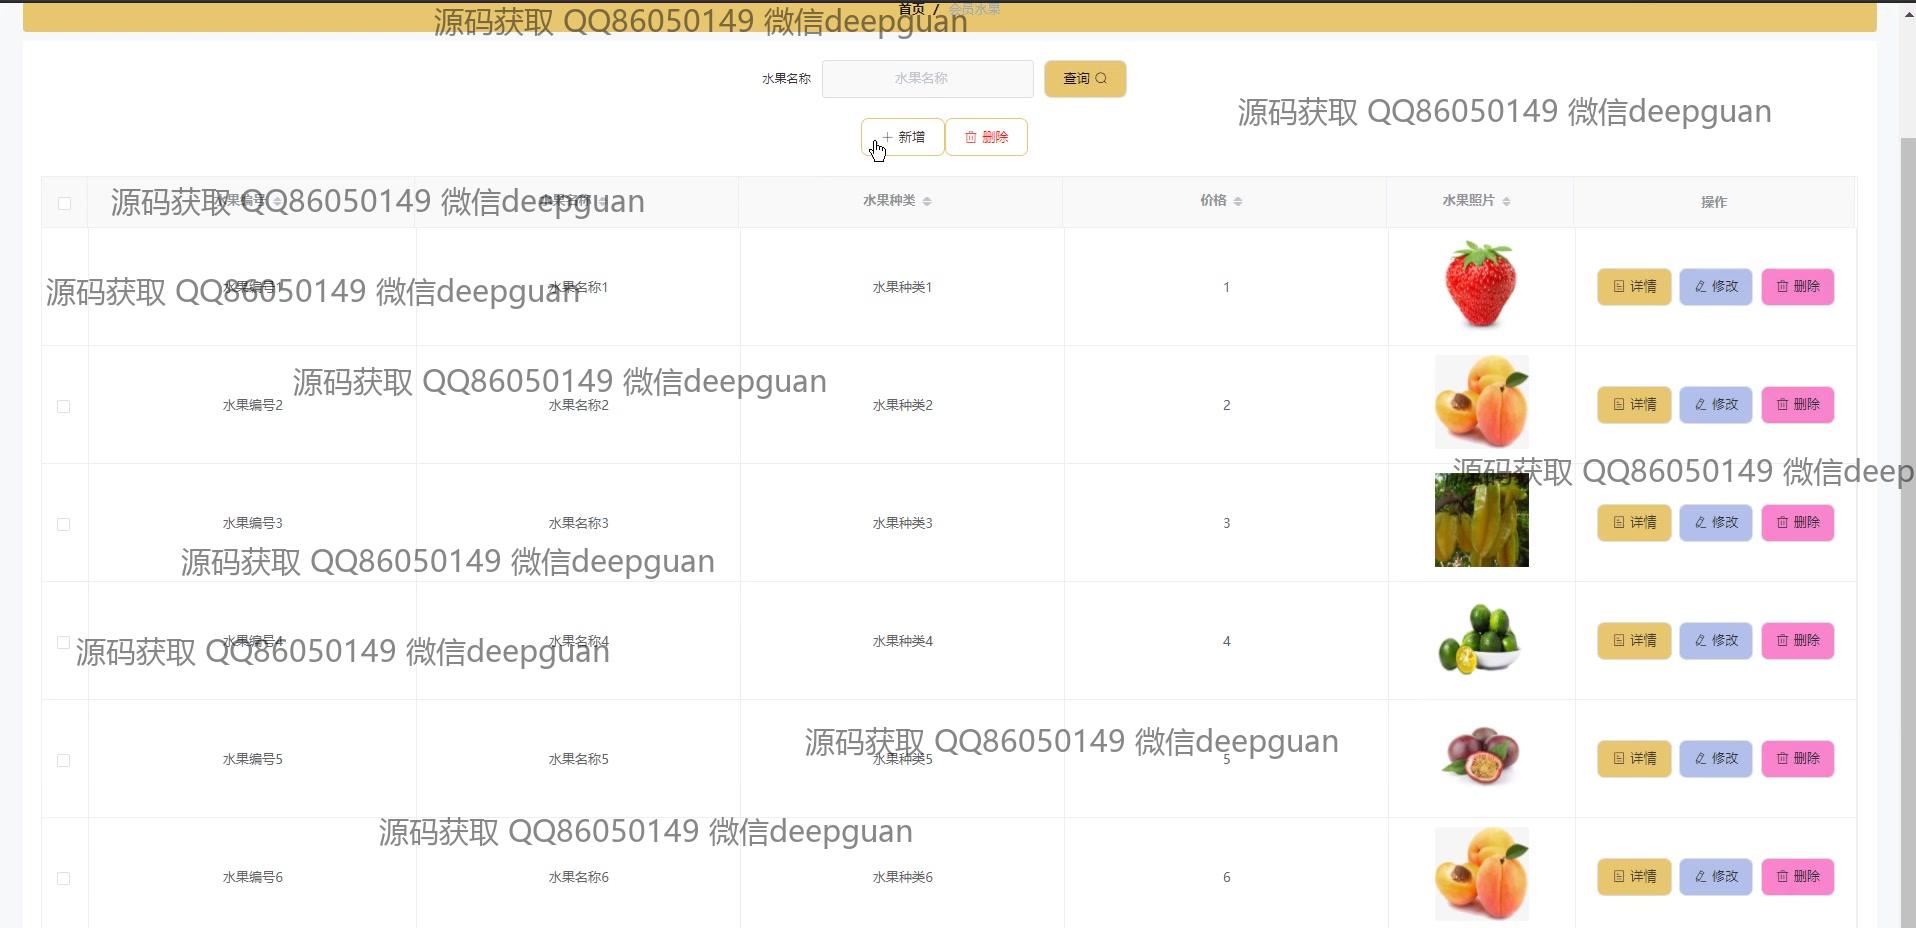 首页 / 会员水果
源码获取 QQ86050149 微信deepguan
水果名称 水果名称 查询
源码获取 QQ86050149 微信deepguan
新增 删除
水果编号 水果名称 水果种类 价格 水果照片 操作
源码获取 QQ86050149 微信deepguan
水果编号1 水果名称1 水果种类1 1 详情 修改 删除
源码获取 QQ86050149 微信deepguan
源码获取 QQ86050149 微信deepguan
水果编号2 水果名称2 水果种类2 2 详情 修改 删除
源码获取 QQ86050149 微信deep
水果编号3 水果名称3 水果种类3 3 详情 修改 删除
源码获取 QQ86050149 微信deepguan
水果编号4 水果名称4 水果种类4 4 详情 修改 删除
源码获取 QQ86050149 微信deepguan
源码获取 QQ86050149 微信deepguan
水果编号5 水果名称5 水果种类5 5 详情 修改 删除
源码获取 QQ86050149 微信deepguan
水果编号6 水果名称6 水果种类6 6 详情 修改 删除